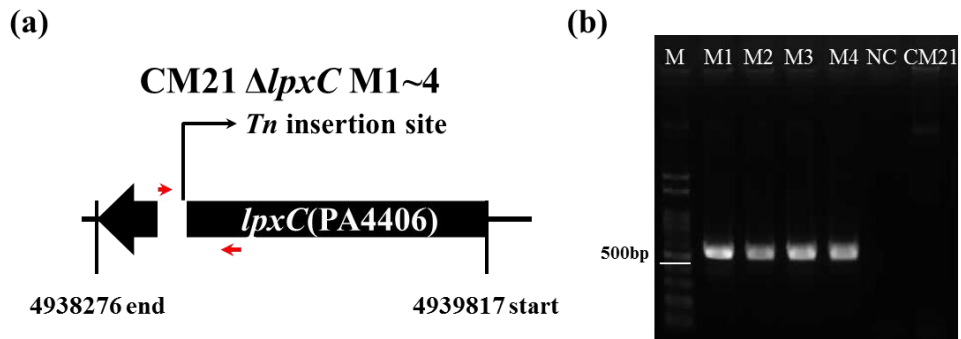 (a)
CM21 ΔlpxC M1~4
Tn insertion site
lpxC(PA4406)
4938276 end
4939817 start
(b)
M M1 M2 M3 M4 NC CM21
500bp